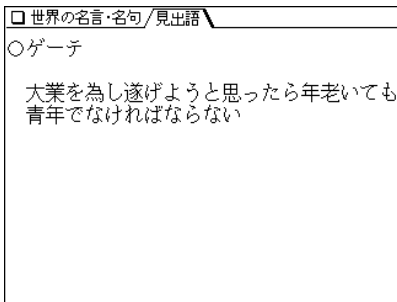 世界の名言・名句/見出語
○ゲーテ
大業を為し遂げようと思ったら年老いても
青年でなければならない